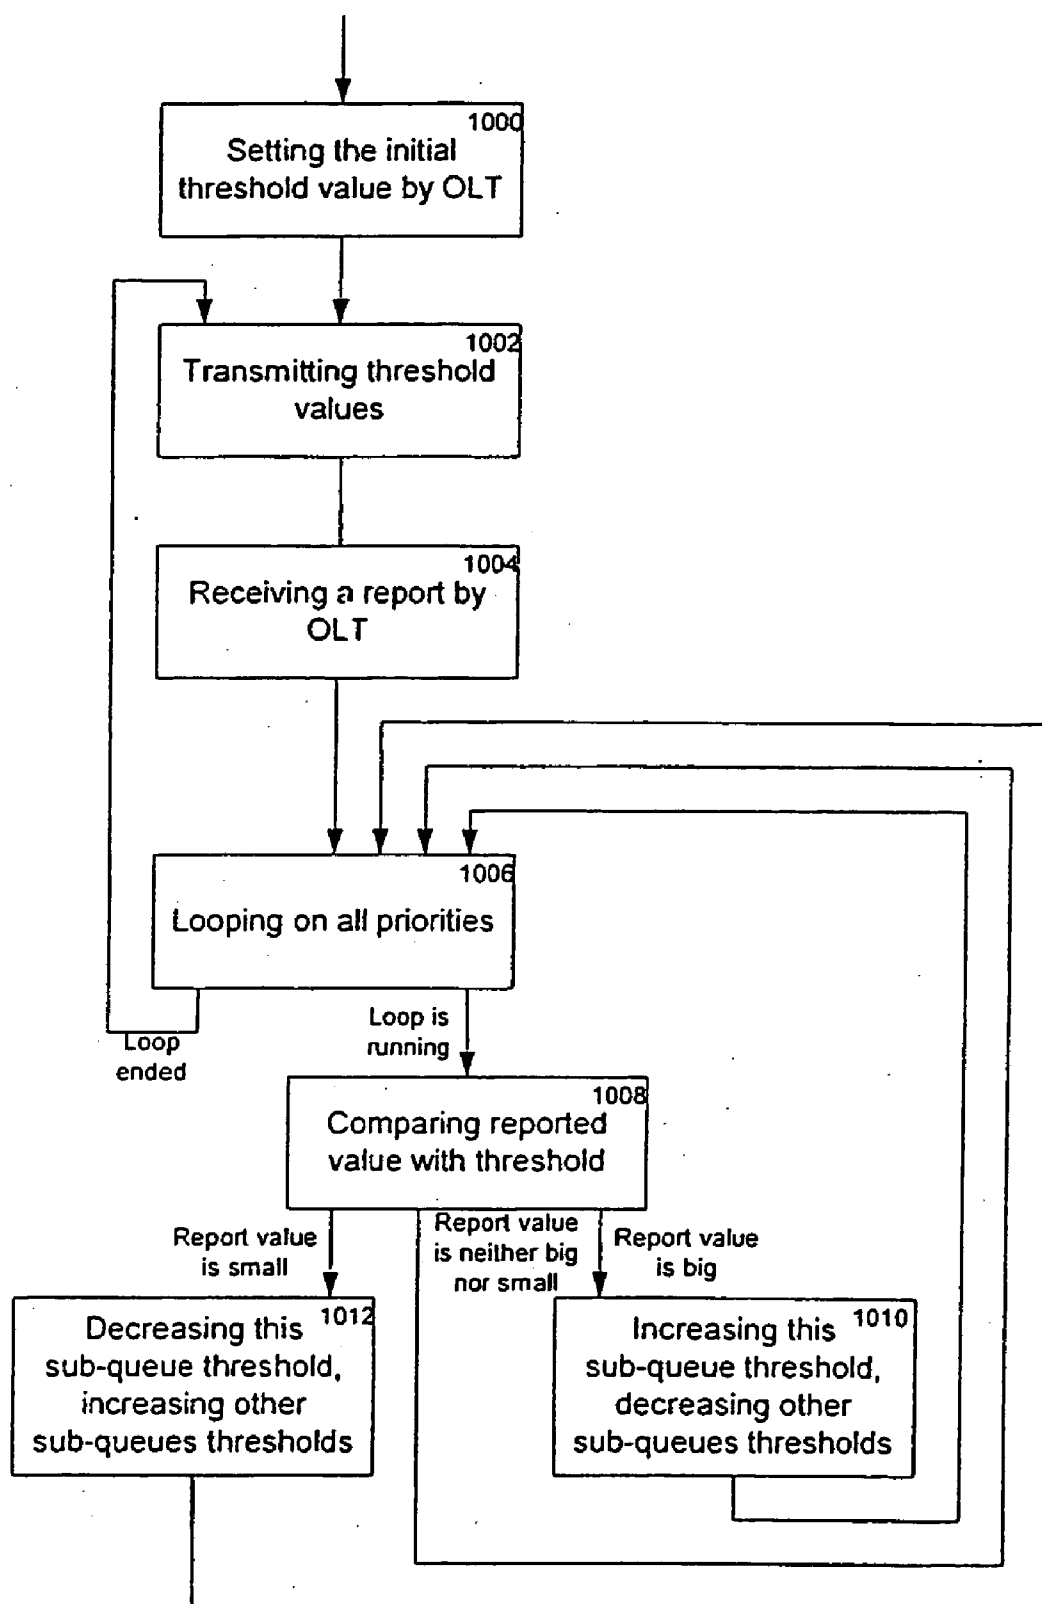 1000
Setting the initial
threshold value by OLT
1002
Transmitting threshold
values
1004
Receiving a report by
OLT
1006
Looping on all priorities
Loop
ended
Loop is
running
1008
Comparing reported
value with threshold
Report value
is small
Report value
is neither big
nor small
Report value
is big
1012
Decreasing this
sub-queue threshold,
increasing other
sub-queues thresholds
1010
Increasing this
sub-queue threshold,
decreasing other
sub-queues thresholds